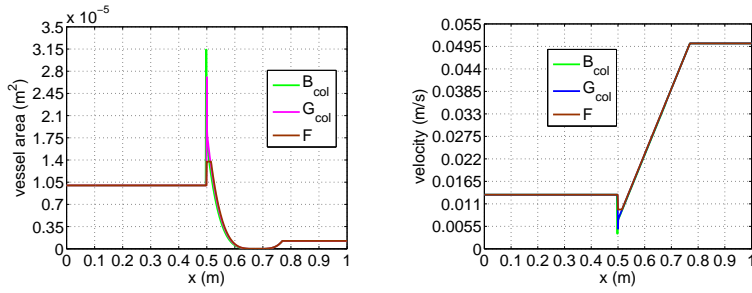 x 10⁻⁵
3.5
3.15
2.8
2.45
2.1
1.75
1.4
1.05
0.7
0.35
0
vessel area (m²)
B_col
G_col
F
0 0.1 0.2 0.3 0.4 0.5 0.6 0.7 0.8 0.9 1
x (m)
0.055
0.0495
0.044
0.0385
0.033
0.0275
0.022
0.0165
0.011
0.0055
0
velocity (m/s)
B_col
G_col
F
0 0.1 0.2 0.3 0.4 0.5 0.6 0.7 0.8 0.9 1
x (m)